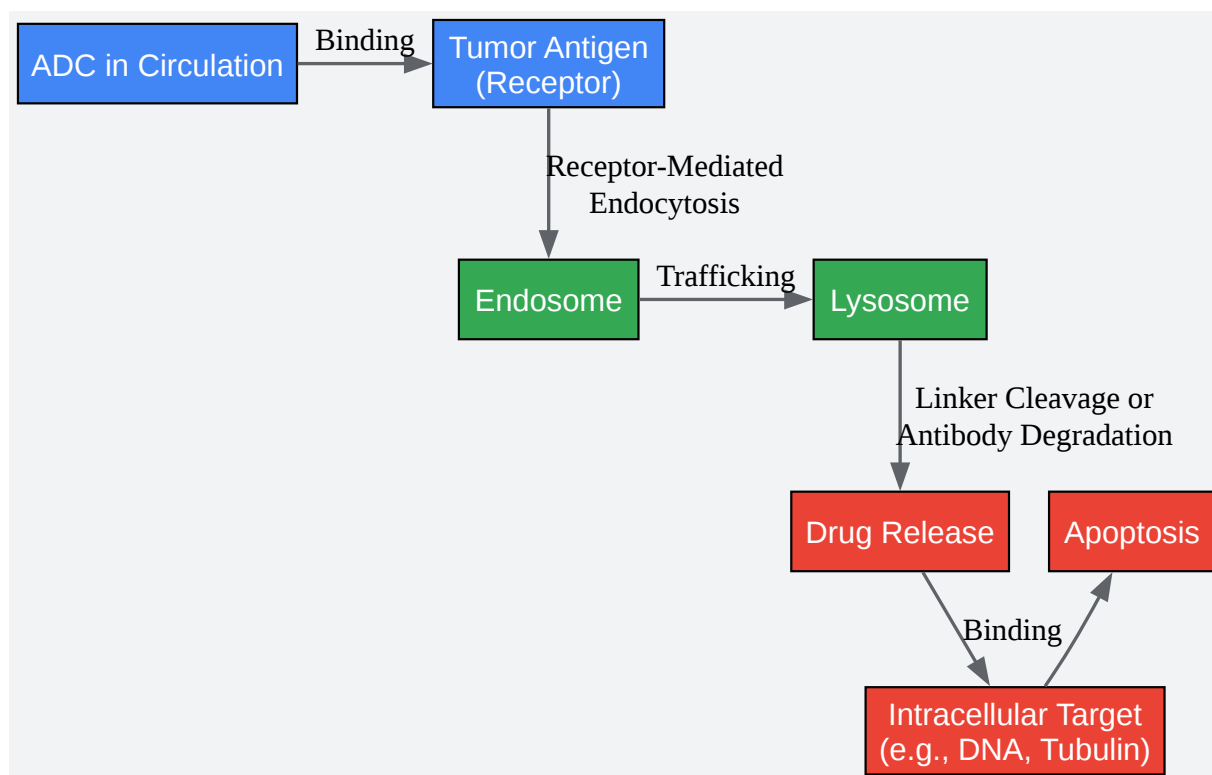 ADC in Circulation
Binding
Tumor Antigen
(Receptor)
Receptor-Mediated
Endocytosis
Endosome
Trafficking
Lysosome
Linker Cleavage or
Antibody Degradation
Drug Release
Apoptosis
Binding
Intracellular Target
(e.g., DNA, Tubulin)